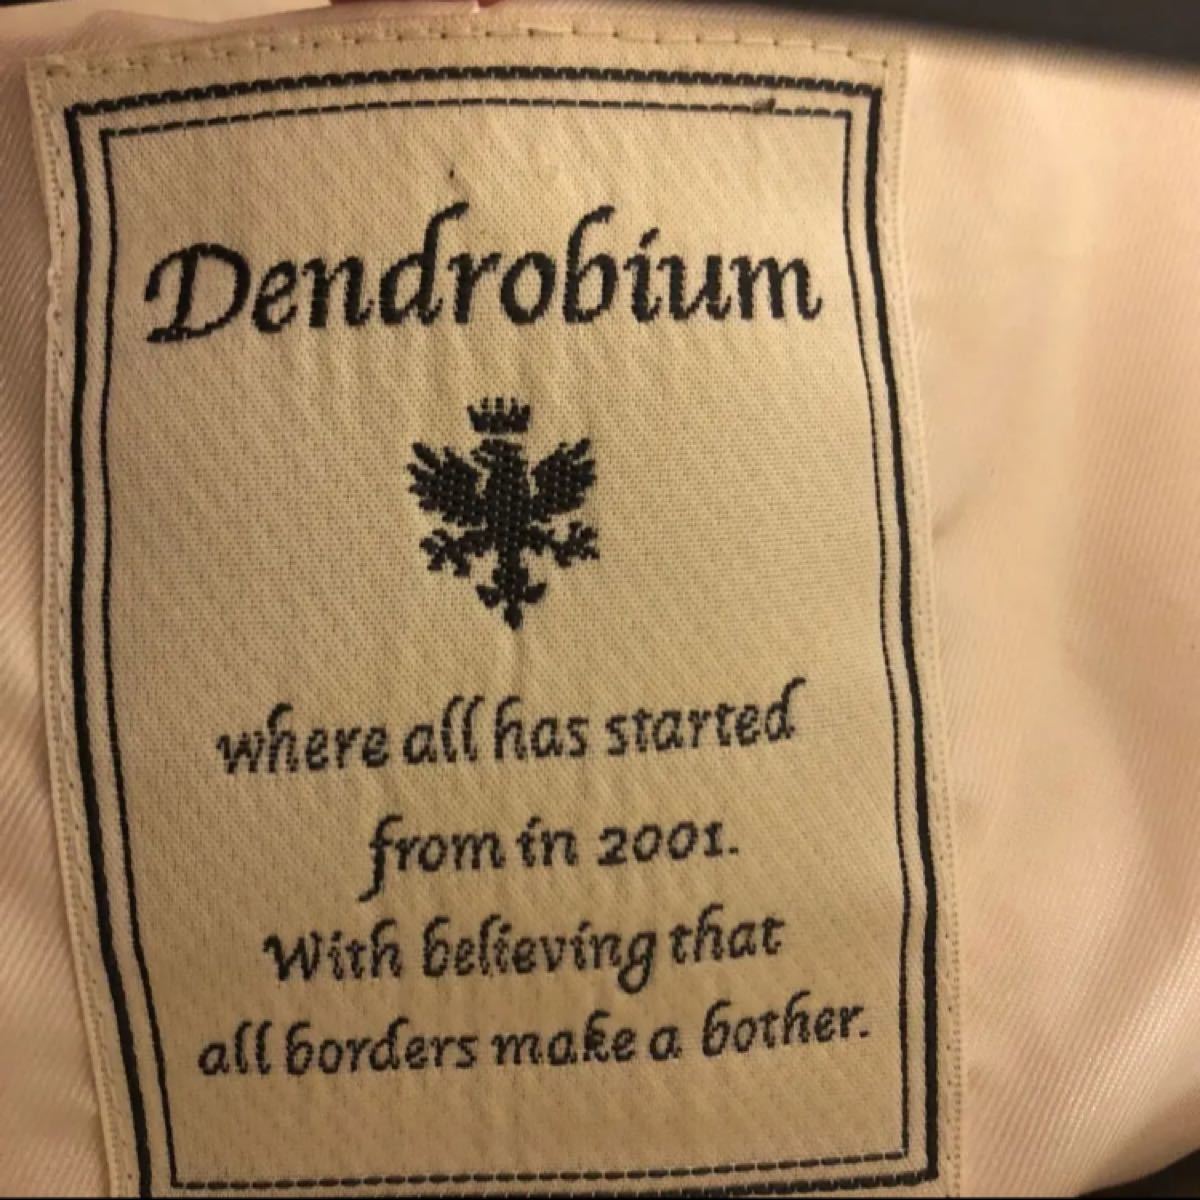 Dendrobium
where all has started
from in 2001.
With believing that
all borders make a bother.